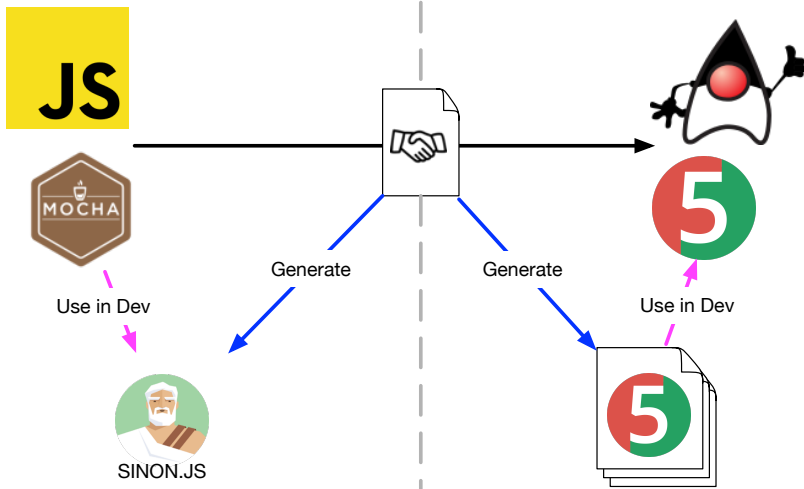 JS
MOCHA
5
Generate
Generate
Use in Dev
Use in Dev
5
SINON.JS